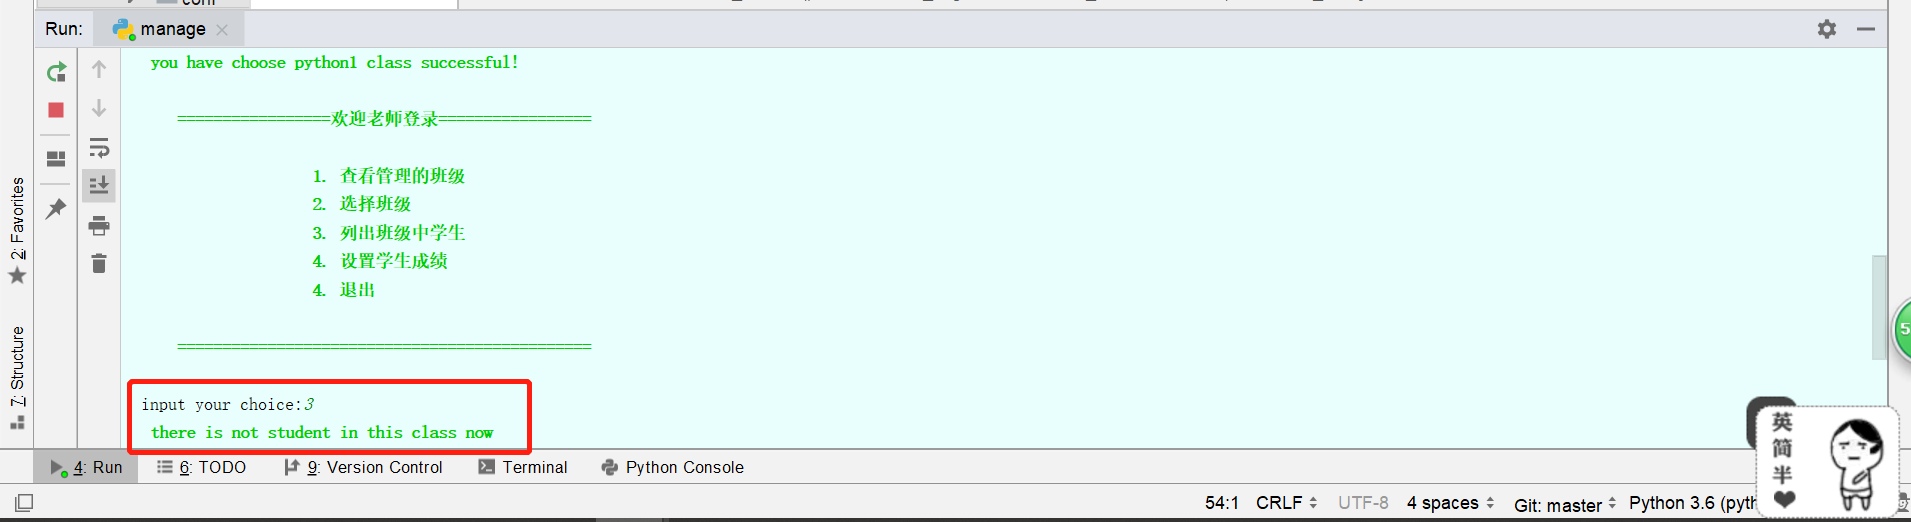 Run: manage
you have choose python1 class successful!
=================欢迎老师登录=================
1. 查看管理的班级
2. 选择班级
3. 列出班级中学生
4. 设置学生成绩
4. 退出
==============================================
input your choice:3
there is not student in this class now
2: Favorites
7: Structure
4: Run 6: TODO 9: Version Control Terminal Python Console
54:1 CRLF UTF-8 4 spaces Git: master Python 3.6
英
简
半